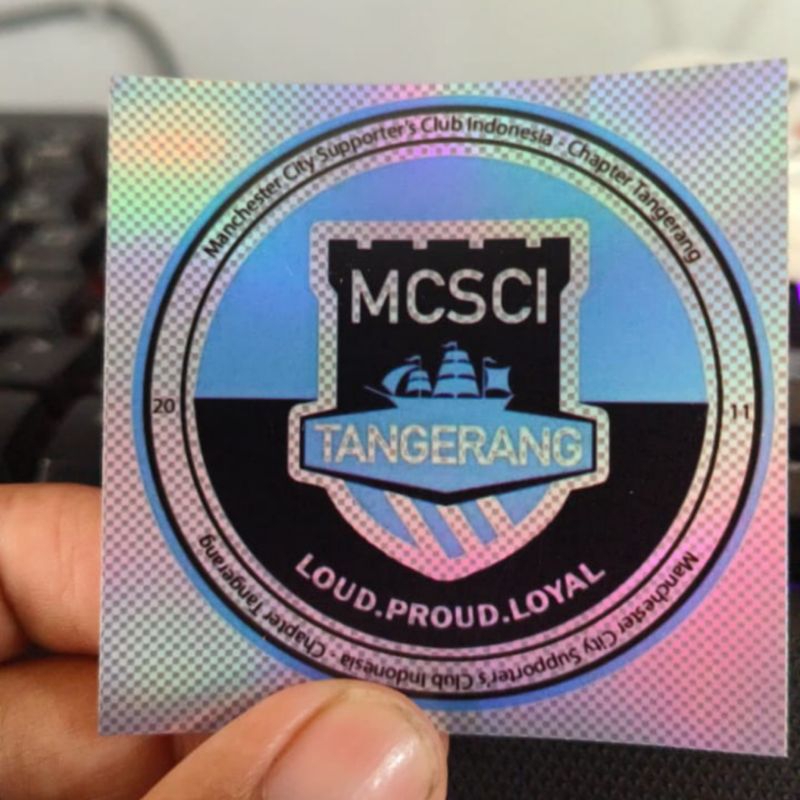 Manchester City Supporter's Club Indonesia - Chapter Tangerang
MCSCI
20
11
TANGERANG
LOUD.PROUD.LOYAL
Manchester City Supporter's Club Indonesia - Chapter Tangerang